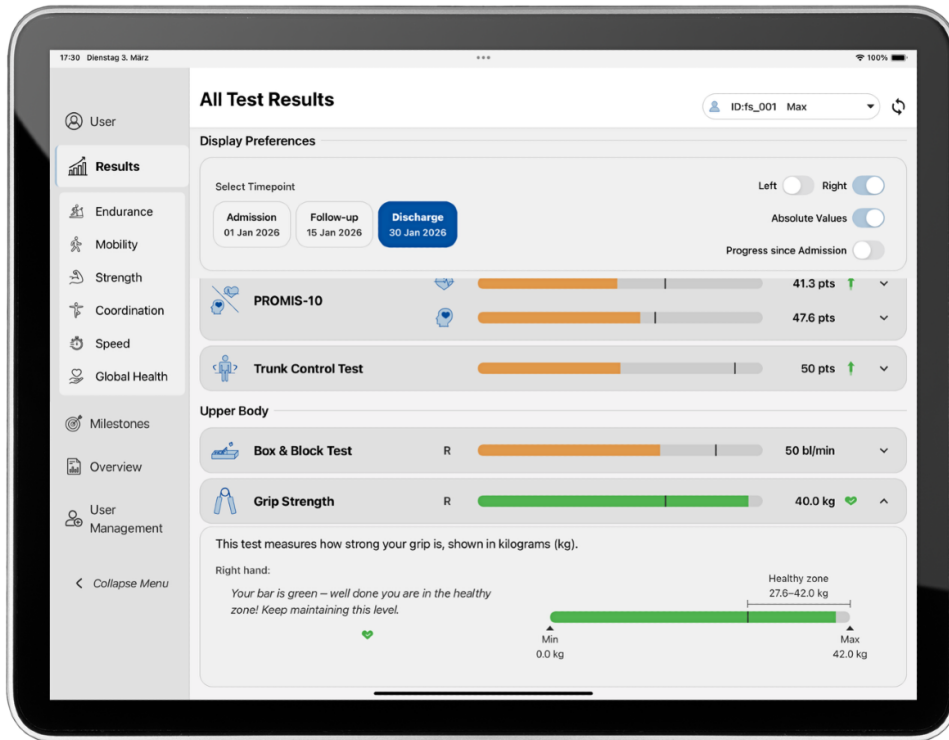 17:30 Dienstag 3. März
100%
All Test Results
ID:fs_001 Max
User
Results
Endurance
Mobility
Strength
Coordination
Speed
Global Health
Milestones
Overview
User
Management
Collapse Menu
Display Preferences
Select Timepoint
Admission
01 Jan 2026
Follow-up
15 Jan 2026
Discharge
30 Jan 2026
Left Right
Absolute Values
Progress since Admission
PROMIS-10
41.3 pts
47.6 pts
Trunk Control Test 50 pts
Upper Body
Box & Block Test R 50 bl/min
Grip Strength R 40.0 kg
This test measures how strong your grip is, shown in kilograms (kg).
Right hand:
Your bar is green – well done you are in the healthy
zone! Keep maintaining this level.
Healthy zone
27.6–42.0 kg
Min
0.0 kg
Max
42.0 kg